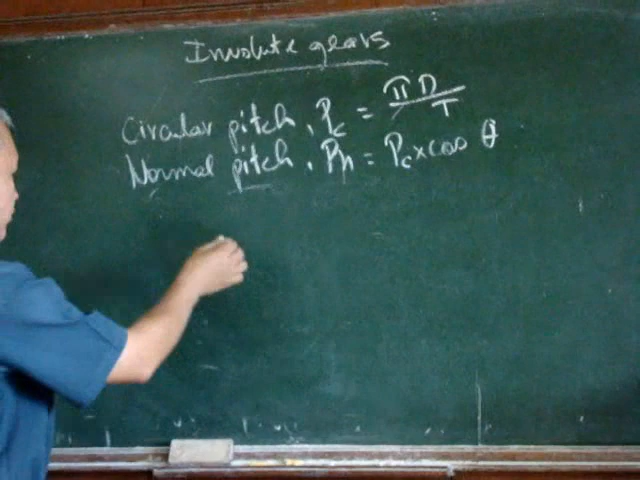 Involute gears
Circular pitch, Pc = πD/T
Normal pitch, Pn = Pc × cos θ